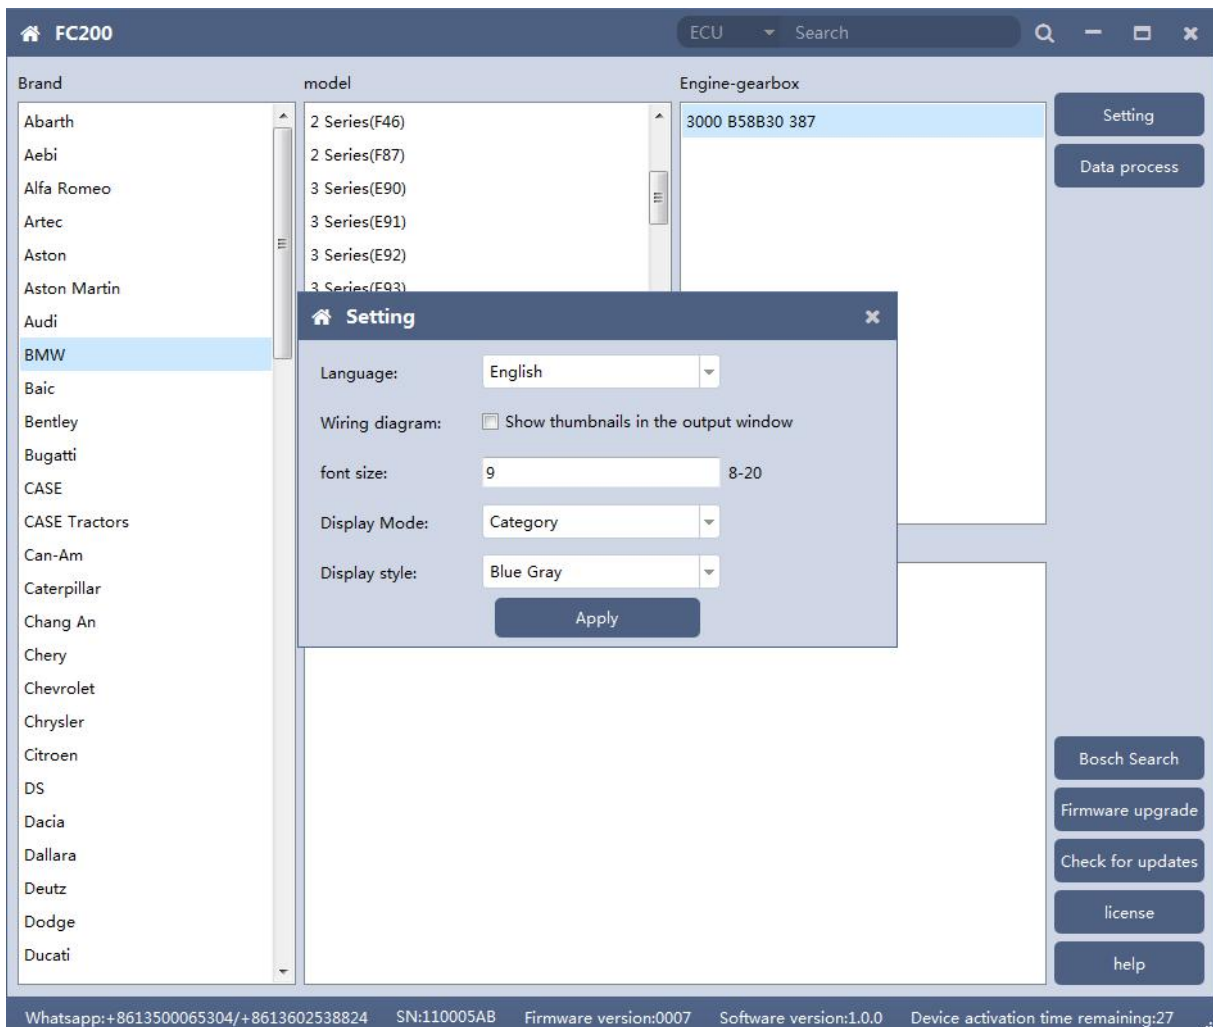 FC200
ECU
Search
Brand
model
Engine-gearbox
Abarth
Aebi
Alfa Romeo
Artec
Aston
Aston Martin
Audi
BMW
Baic
Bentley
Bugatti
CASE
CASE Tractors
Can-Am
Caterpillar
Chang An
Chery
Chevrolet
Chrysler
Citroen
DS
Dacia
Dallara
Deutz
Dodge
Ducati
2 Series(F46)
2 Series(F87)
3 Series(E90)
3 Series(E91)
3 Series(E92)
3 Series(E93)
3000 B58B30 387
Setting
Data process
Setting
Language:
English
Wiring diagram:
Show thumbnails in the output window
font size:
9
8-20
Display Mode:
Category
Display style:
Blue Gray
Apply
Bosch Search
Firmware upgrade
Check for updates
license
help
Whatsapp:+8613500065304/+8613602538824
SN:110005AB
Firmware version:0007
Software version:1.0.0
Device activation time remaining:27